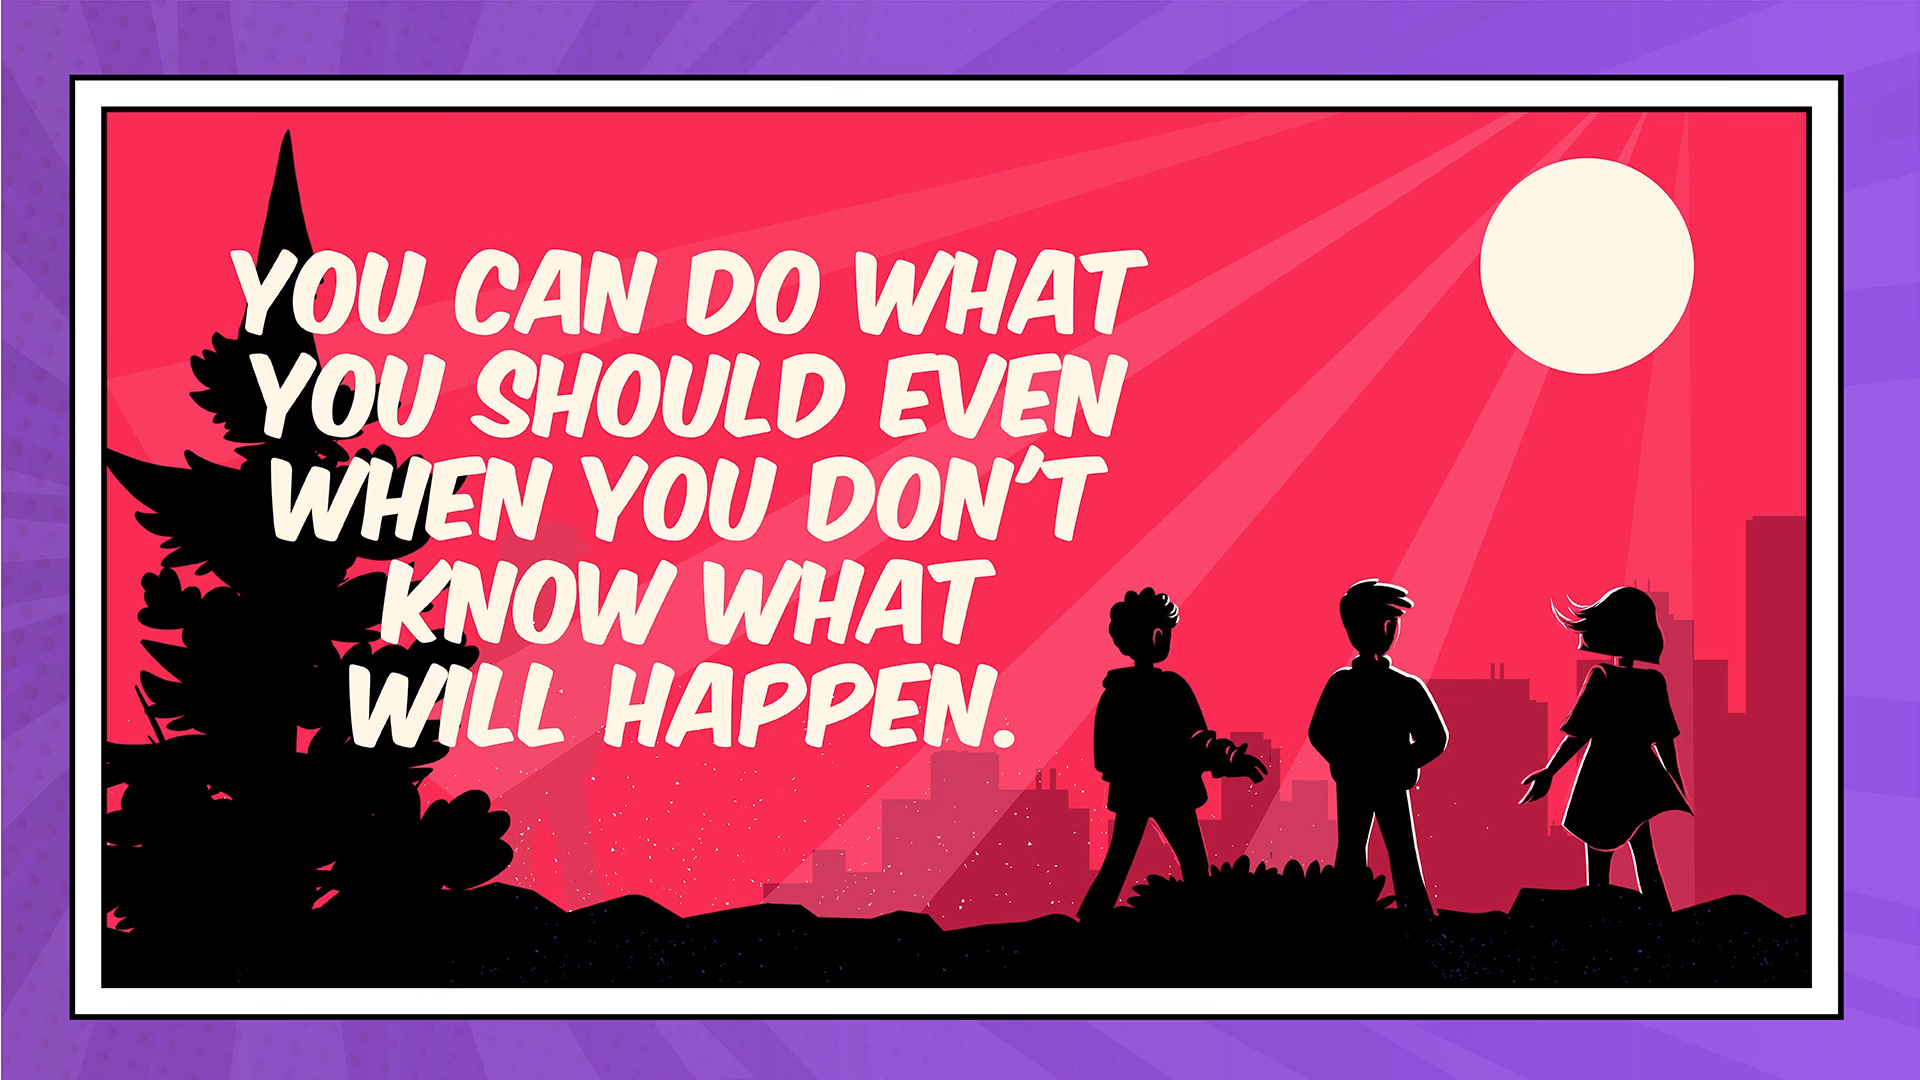 YOU CAN DO WHAT
YOU SHOULD EVEN
WHEN YOU DON'T
KNOW WHAT
WILL HAPPEN.